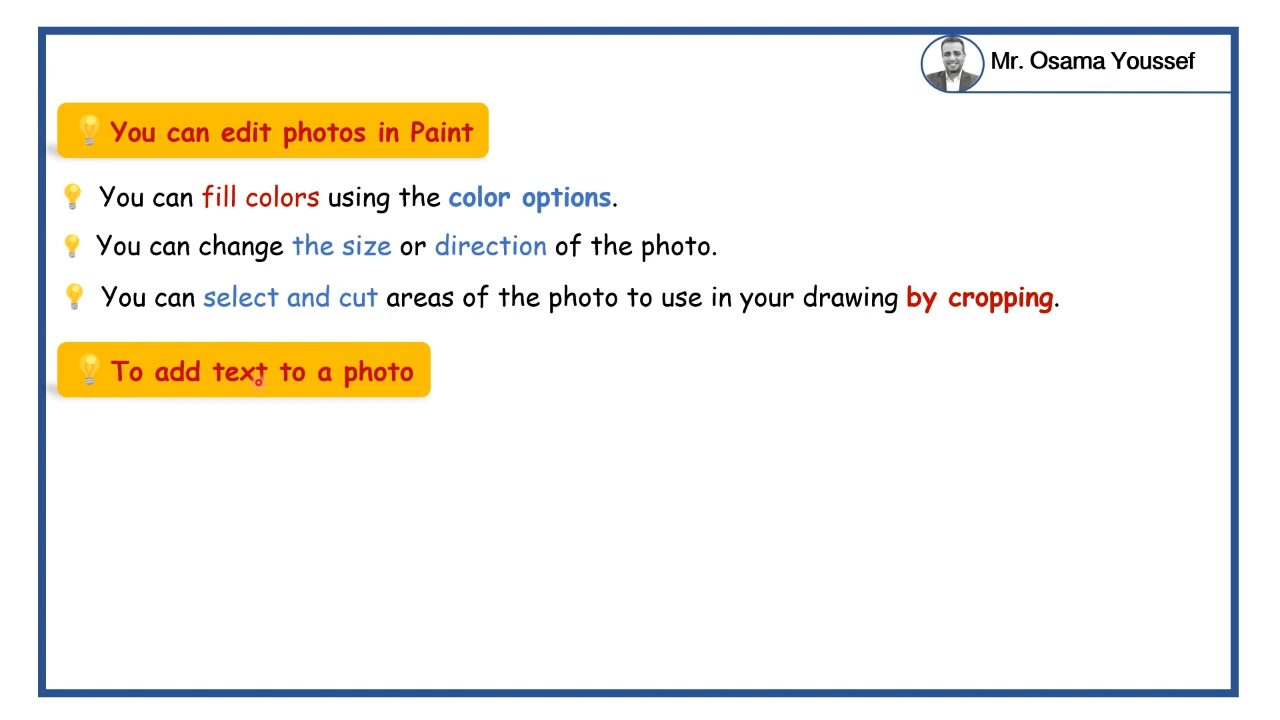 Mr. Osama Youssef
You can edit photos in Paint
You can fill colors using the color options.
You can change the size or direction of the photo.
You can select and cut areas of the photo to use in your drawing by cropping.
To add text to a photo